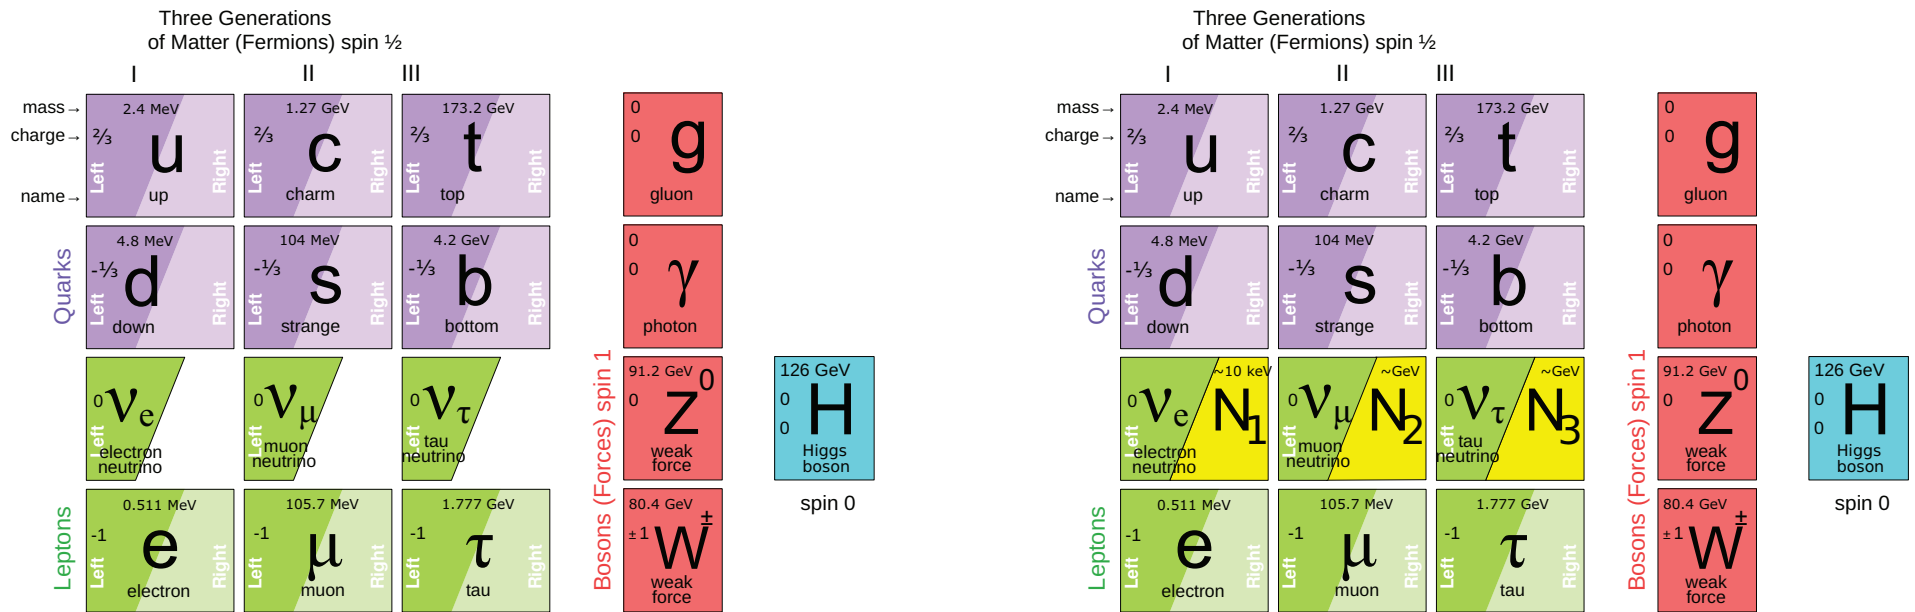 Three Generations
of Matter (Fermions) spin ½
I II III
mass→
charge→
name→
2.4 MeV
⅔
u
Left
Right
up
1.27 GeV
⅔
c
Left
Right
charm
173.2 GeV
⅔
t
Left
Right
top
0
0
g
gluon
Quarks
4.8 MeV
-⅓
d
Left
Right
down
104 MeV
-⅓
s
Left
Right
strange
4.2 GeV
-⅓
b
Left
Right
bottom
0
0
γ
photon
0
νe
Left
electron
neutrino
0
νμ
Left
muon
neutrino
0
ντ
Left
tau
neutrino
Bosons (Forces) spin 1
91.2 GeV
0
Z0
weak
force
126 GeV
0
0
H
Higgs
boson
spin 0
Leptons
0.511 MeV
-1
e
Left
Right
electron
105.7 MeV
-1
μ
Left
Right
muon
1.777 GeV
-1
τ
Left
Right
tau
80.4 GeV
±1
W±
weak
force
Three Generations
of Matter (Fermions) spin ½
I II III
mass→
charge→
name→
2.4 MeV
⅔
u
Left
Right
up
1.27 GeV
⅔
c
Left
Right
charm
173.2 GeV
⅔
t
Left
Right
top
0
0
g
gluon
Quarks
4.8 MeV
-⅓
d
Left
Right
down
104 MeV
-⅓
s
Left
Right
strange
4.2 GeV
-⅓
b
Left
Right
bottom
0
0
γ
photon
0
νe
Left
electron
neutrino
~10 keV
N1
0
νμ
Left
muon
neutrino
~GeV
N2
0
ντ
Left
tau
neutrino
~GeV
N3
Bosons (Forces) spin 1
91.2 GeV
0
Z0
weak
force
126 GeV
0
0
H
Higgs
boson
spin 0
Leptons
0.511 MeV
-1
e
Left
Right
electron
105.7 MeV
-1
μ
Left
Right
muon
1.777 GeV
-1
τ
Left
Right
tau
80.4 GeV
±1
W±
weak
force